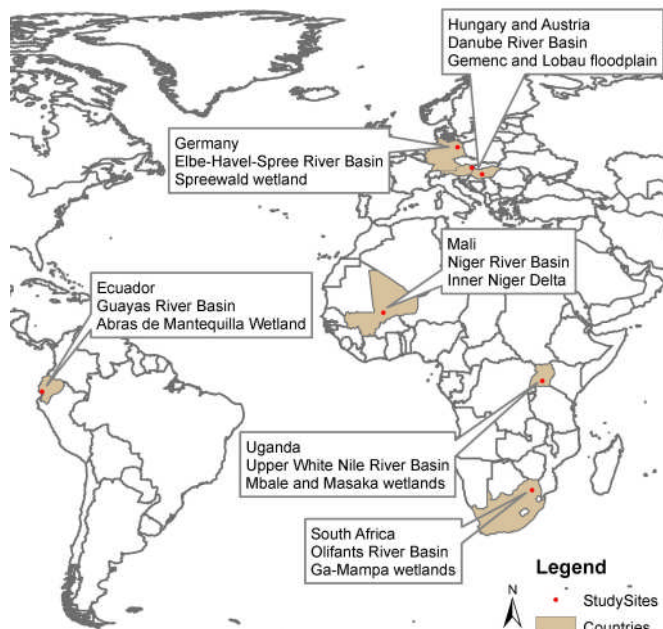 Hungary and Austria
Danube River Basin
Gemenc and Lobau floodplain
Germany
Elbe-Havel-Spree River Basin
Spreewald wetland
Mali
Niger River Basin
Inner Niger Delta
Ecuador
Guayas River Basin
Abras de Mantequilla Wetland
Uganda
Upper White Nile River Basin
Mbale and Masaka wetlands
South Africa
Olifants River Basin
Ga-Mampa wetlands
Legend
N
StudySites
Countries